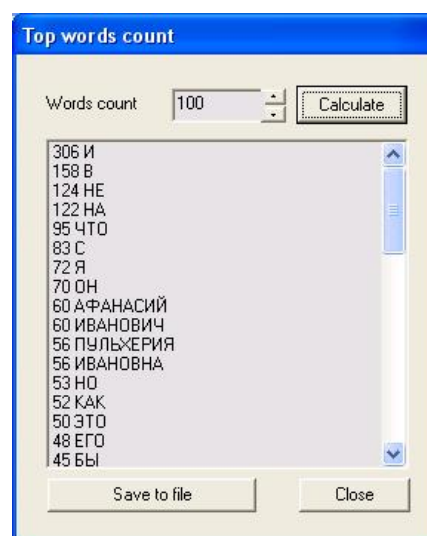 Top words count
Words count 100 Calculate
306 И
158 В
124 НЕ
122 НА
95 ЧТО
83 С
72 Я
70 ОН
60 АФАНАСИЙ
60 ИВАНОВИЧ
56 ПУЛЬХЕРИЯ
56 ИВАНОВНА
53 НО
52 КАК
50 ЭТО
48 ЕГО
45 БЫ
Save to file Close